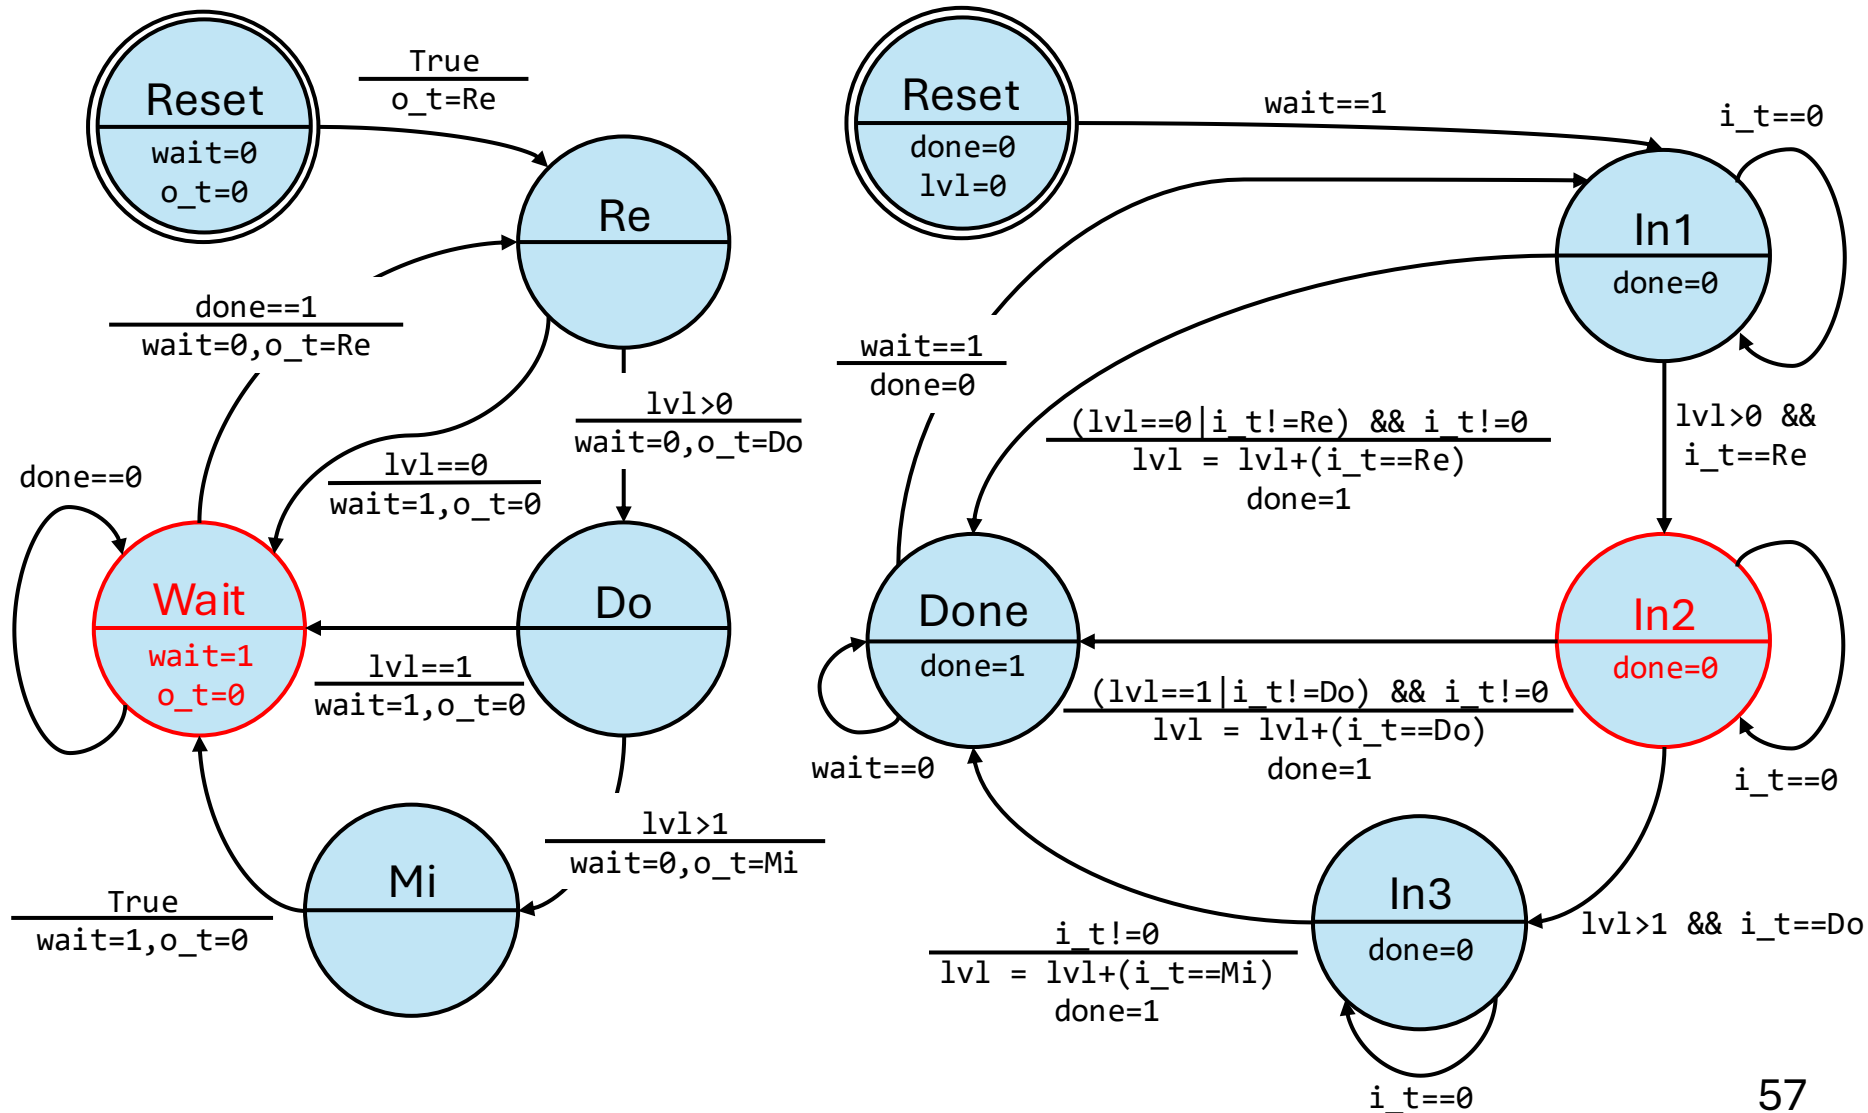 Reset
wait=0
o_t=0
True
o_t=Re
Re
done==1
wait=0,o_t=Re
lvl==0
wait=1,o_t=0
lvl>0
wait=0,o_t=Do
done==0
Wait
wait=1
o_t=0
Do
lvl==1
wait=1,o_t=0
lvl>1
wait=0,o_t=Mi
Mi
True
wait=1,o_t=0
Reset
done=0
lvl=0
wait==1
i_t==0
In1
done=0
wait==1
done=0
(lvl==0|i_t!=Re) && i_t!=0
lvl = lvl+(i_t==Re)
done=1
lvl>0 &&
i_t==Re
Done
done=1
wait==0
In2
done=0
(lvl==1|i_t!=Do) && i_t!=0
lvl = lvl+(i_t==Do)
done=1
i_t==0
In3
done=0
lvl>1 && i_t==Do
i_t!=0
lvl = lvl+(i_t==Mi)
done=1
i_t==0
57